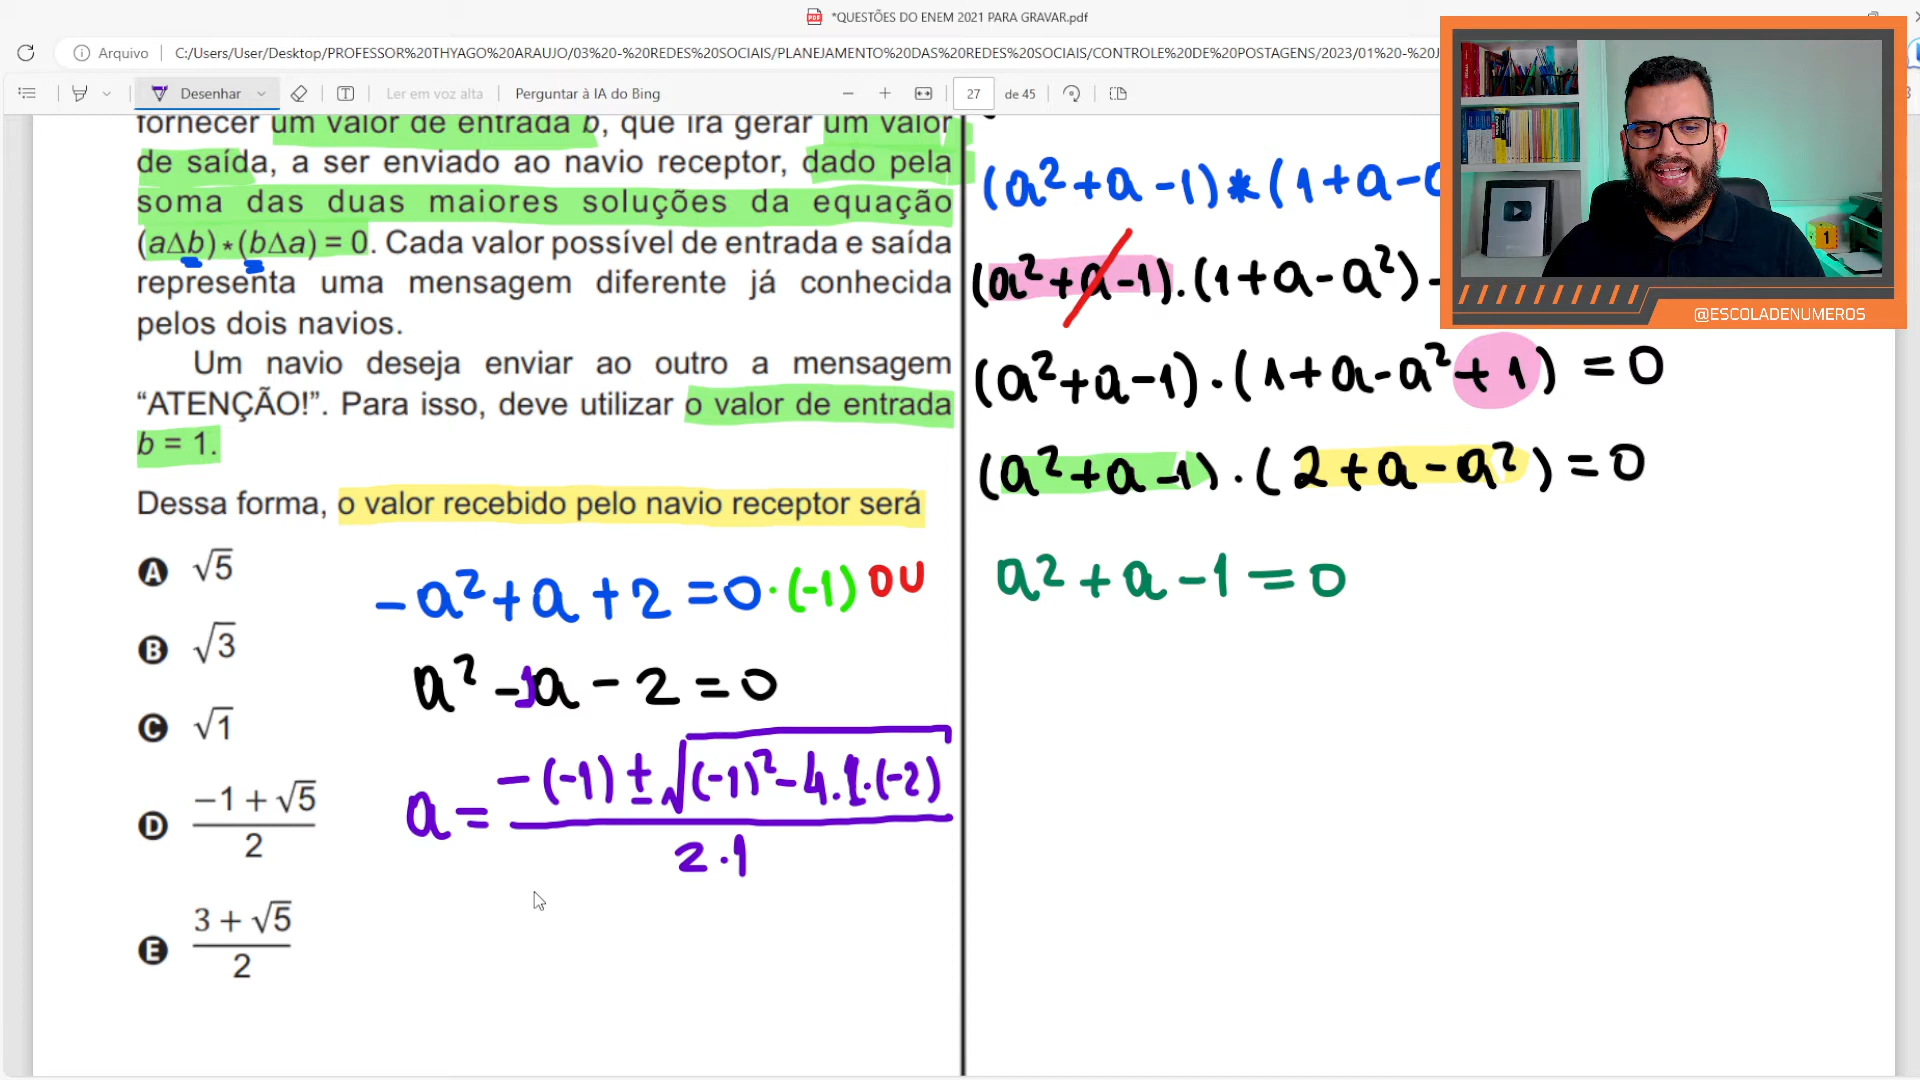 *QUESTÕES DO ENEM 2021 PARA GRAVAR.pdf
Arquivo C:/Users/User/Desktop/PROFESSOR%20THYAGO%20ARAUJO/03%20-%20REDES%20SOCIAIS/PLANEJAMENTO%20DAS%20REDES%20SOCIAIS/CONTROLE%20DE%20POSTAGENS/2023/01%20-%20J
Desenhar Ler em voz alta Perguntar à IA do Bing 27 de 45
fornecer um valor de entrada b, que irá gerar um valor
de saída, a ser enviado ao navio receptor, dado pela
soma das duas maiores soluções da equação
(aΔb)*(bΔa) = 0. Cada valor possível de entrada e saída
representa uma mensagem diferente já conhecida
pelos dois navios.
Um navio deseja enviar ao outro a mensagem
“ATENÇÃO!”. Para isso, deve utilizar o valor de entrada
b = 1.
Dessa forma, o valor recebido pelo navio receptor será
A √5
B √3
C √1
D (−1 + √5)/2
E (3 + √5)/2
-a²+a+2=0·(-1) OU
a²-1a-2=0
a = (-(-1) ± √((-1)²-4.1.(-2)))/(2·1)
(a²+a-1)*(1+a-
(a²+a-1).(1+a-a²)-
(a²+a-1)·(1+a-a²+1) = 0
(a²+a-1)·(2+a-a²) = 0
a²+a-1=0
@ESCOLADENUMEROS
1